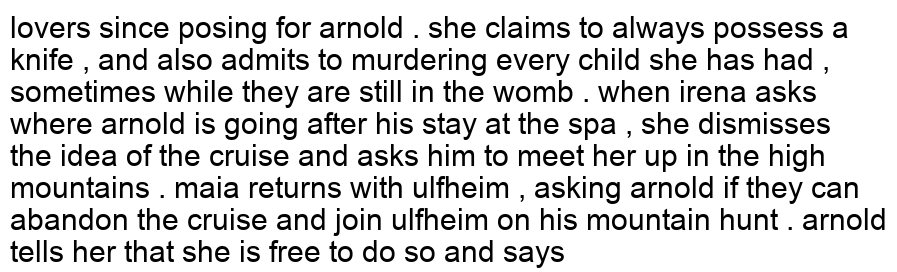 lovers since posing for arnold . she claims to always possess a
knife , and also admits to murdering every child she has had ,
sometimes while they are still in the womb . when irena asks
where arnold is going after his stay at the spa , she dismisses
the idea of the cruise and asks him to meet her up in the high
mountains . maia returns with ulfheim , asking arnold if they can
abandon the cruise and join ulfheim on his mountain hunt . arnold
tells her that she is free to do so and says